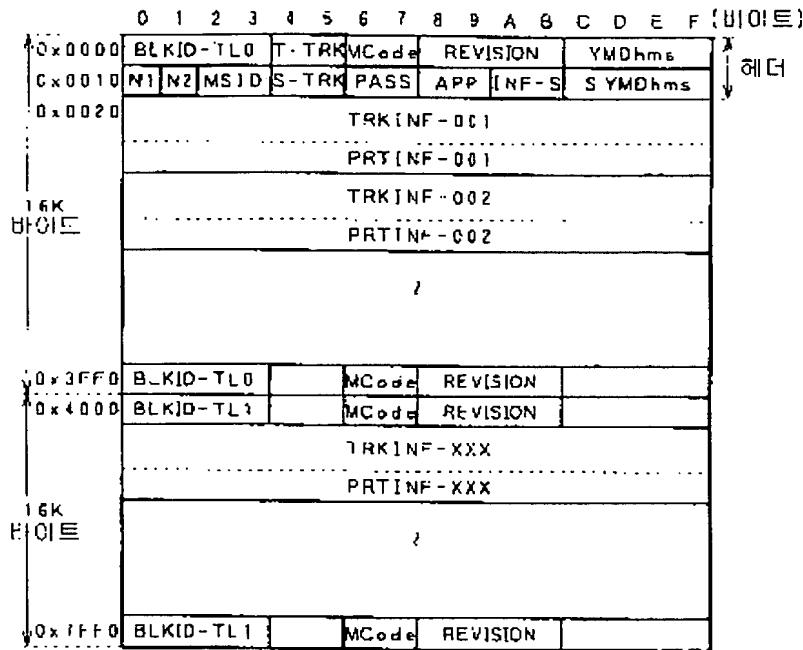 0 1 2 3 4 5 6 7 8 9 A B C D E F (바이트)
0x0000 BLKID-TL0 T-TRK MCode REVISION YMDhms
헤더
0x0010 N1 N2 MSID S-TRK PASS APP INF-S S YMDhms
0x0020
TRKINF-001
PRTINF-001
TRKINF-002
16K
바이트
PRTINF-002
0x3FF0 BLKID-TL0 MCode REVISION
0x4000 BLKID-TL1 MCode REVISION
TRKINF-XXX
PRTINF-XXX
16K
바이트
0x7FF0 BLKID-TL1 MCode REVISION